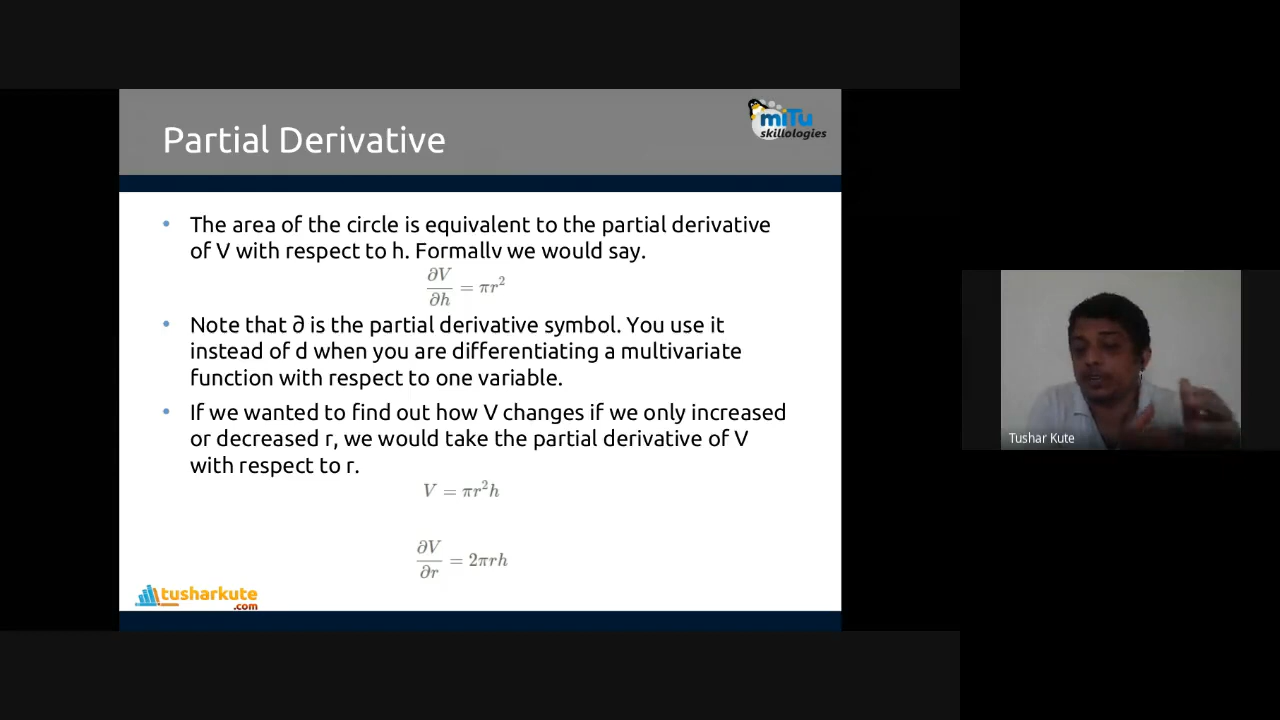 Partial Derivative
miTu
skillologies
• The area of the circle is equivalent to the partial derivative
of V with respect to h. Formally we would say.
∂V/∂h = πr²
• Note that ∂ is the partial derivative symbol. You use it
instead of d when you are differentiating a multivariate
function with respect to one variable.
• If we wanted to find out how V changes if we only increased
or decreased r, we would take the partial derivative of V
with respect to r.
V = πr²h
∂V/∂r = 2πrh
tusharkute
.com
Tushar Kute